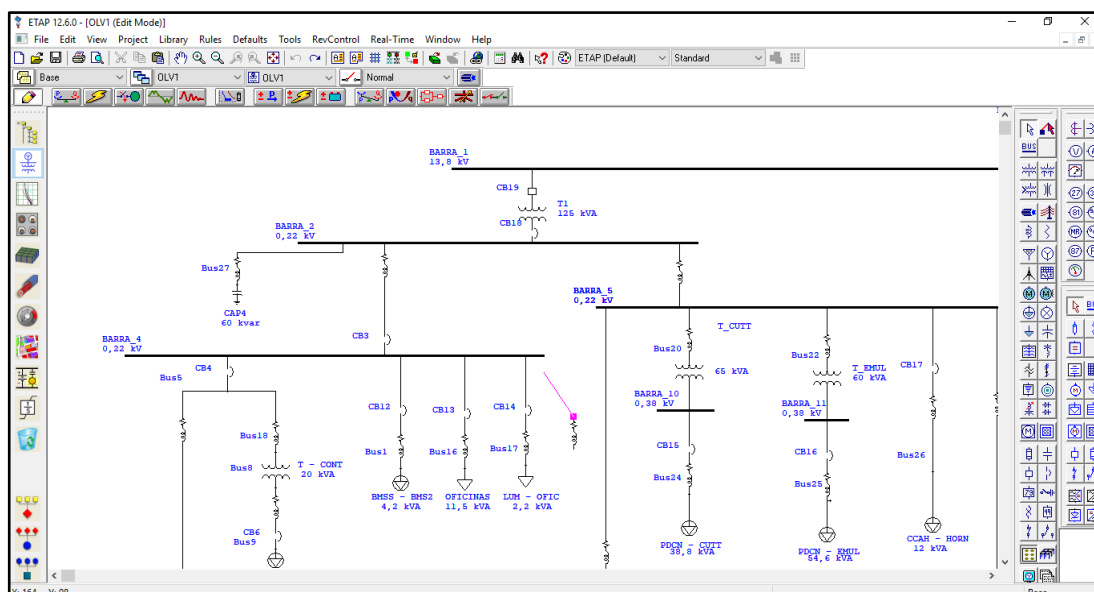 ETAP 12.6.0 - [OLV1 (Edit Mode)]
File Edit View Project Library Rules Defaults Tools RevControl Real-Time Window Help
ETAP (Default) Standard
Base OLV1 OLV1 Normal
BARRA_1
13,8 kV
CB19
T1
125 kVA
CB18
BARRA_2
0,22 kV
Bus27
CAP4
60 kvar
BARRA_5
0,22 kV
CB3
T_CUTT
BARRA_4
0,22 kV
CB4
Bus5
Bus20
65 kVA
Bus22
T_EMUL
60 kVA
CB17
BARRA_10
0,38 kV
BARRA_11
0,38 kV
CB12
CB13
CB14
Bus18
Bus1
Bus16
Bus17
CB15
CB16
Bus26
Bus8
T - CONT
20 kVA
Bus24
Bus25
BMSS - BMS2
4,2 kVA
OFICINAS
11,5 kVA
LUM - OFIC
2,2 kVA
CB6
Bus9
PDCN - CUTT
38,8 kVA
PDCN - EMUL
54,6 kVA
CCAH - HORN
12 kVA
BUS